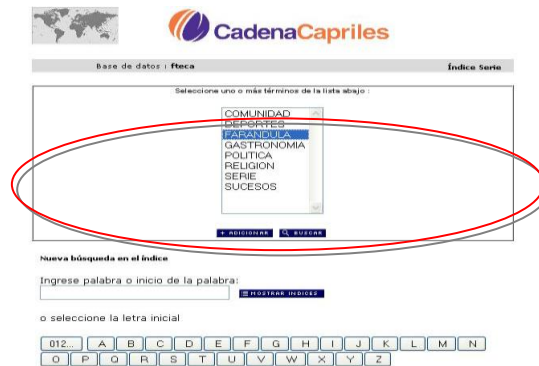 CadenaCapriles
Base de datos : fteca Índice Serie
Seleccione uno o más términos de la lista abajo :
COMUNIDAD
DEPORTES
FARANDULA
GASTRONOMIA
POLITICA
RELIGION
SERIE
SUCESOS
+ ADICIONAR BUSCAR
Nueva búsqueda en el índice
Ingrese palabra o inicio de la palabra:
MOSTRAR INDICES
o seleccione la letra inicial
012... A B C D E F G H I J K L M N
O P Q R S T U V W X Y Z